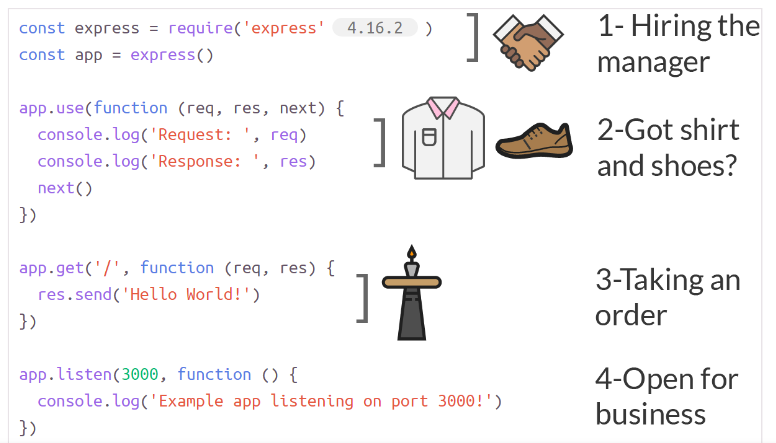 const express = require('express' 4.16.2 )
const app = express()
1- Hiring the
manager
app.use(function (req, res, next) {
  console.log('Request: ', req)
  console.log('Response: ', res)
  next()
})
2-Got shirt
and shoes?
app.get('/', function (req, res) {
  res.send('Hello World!')
})
3-Taking an
order
app.listen(3000, function () {
  console.log('Example app listening on port 3000!')
})
4-Open for
business